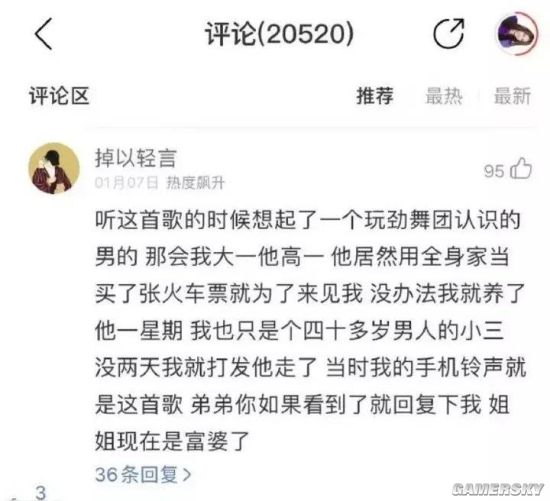 评论(20520)
评论区 推荐 最热 最新
掉以轻言
95
01月07日 热度飙升
听这首歌的时候想起了一个玩劲舞团认识的
男的 那会我大一他高一 他居然用全身家当
买了张火车票就为了来见我 没办法我就养了
他一星期 我也只是个四十多岁男人的小三
没两天我就打发他走了 当时我的手机铃声就
是这首歌 弟弟你如果看到了就回复下我 姐
姐现在是富婆了
36条回复>
3
GAMERSKY